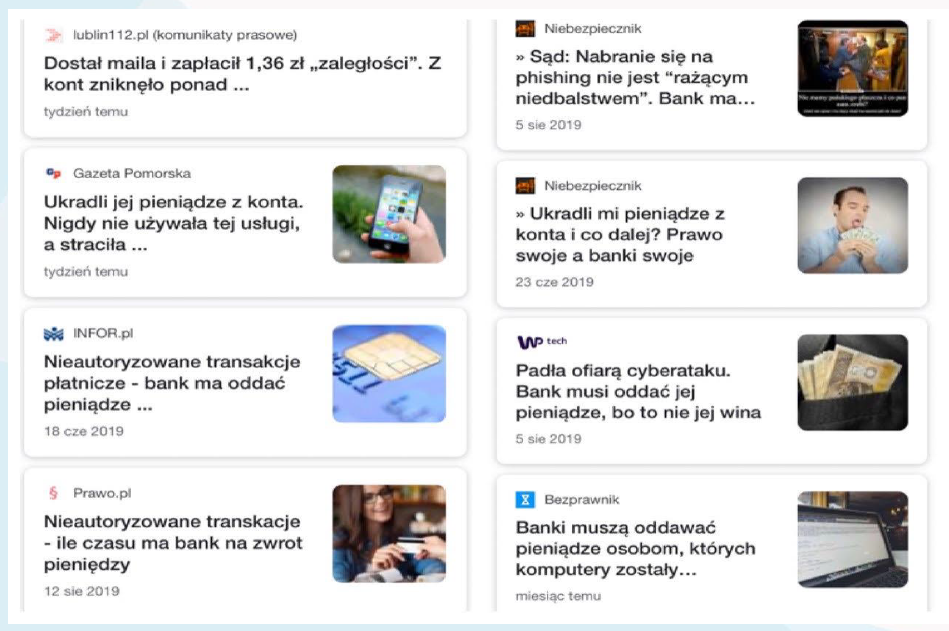 lublin112.pl (komunikaty prasowe)
Dostał maila i zapłacił 1,36 zł „zaległości”. Z
kont zniknęło ponad ...
tydzień temu
Gazeta Pomorska
Ukradli jej pieniądze z konta.
Nigdy nie używała tej usługi,
a straciła ...
tydzień temu
INFOR.pl
Nieautoryzowane transakcje
płatnicze - bank ma oddać
pieniądze ...
18 cze 2019
§ Prawo.pl
Nieautoryzowane transkacje
- ile czasu ma bank na zwrot
pieniędzy
12 sie 2019
Niebezpiecznik
» Sąd: Nabranie się na
phishing nie jest “rażącym
niedbalstwem”. Bank ma...
5 sie 2019
Niebezpiecznik
» Ukradli mi pieniądze z
konta i co dalej? Prawo
swoje a banki swoje
23 cze 2019
WP tech
Padła ofiarą cyberataku.
Bank musi oddać jej
pieniądze, bo to nie jej wina
5 sie 2019
Bezprawnik
Banki muszą oddawać
pieniądze osobom, których
komputery zostały...
miesiąc temu